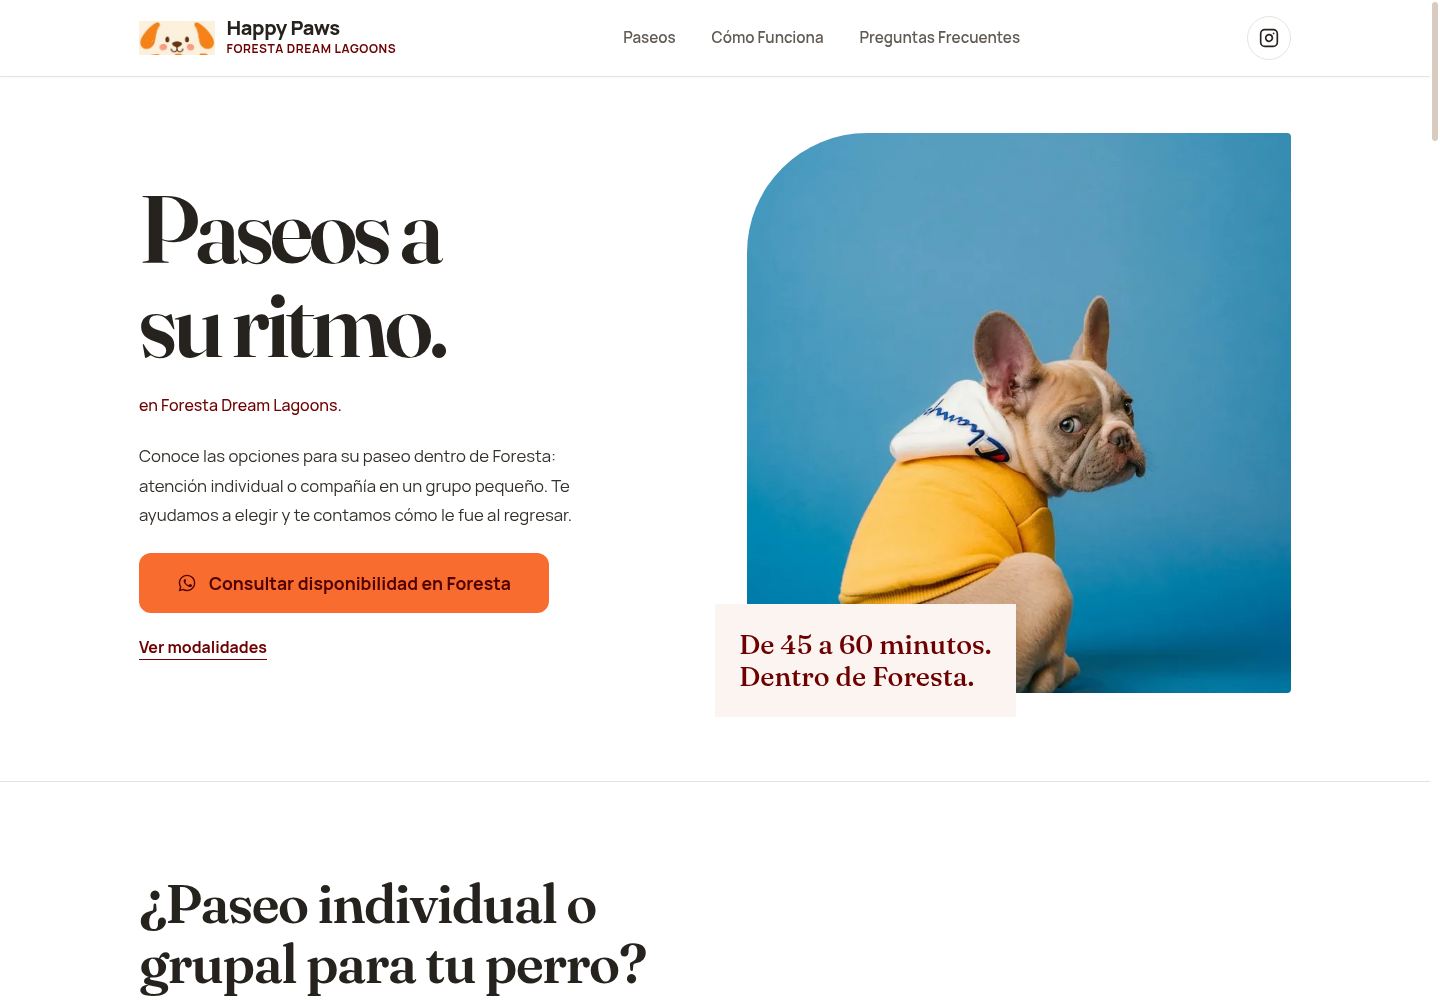 Happy Paws
FORESTA DREAM LAGOONS
Paseos
Cómo Funciona
Preguntas Frecuentes
Paseos a
su ritmo.
en Foresta Dream Lagoons.
Conoce las opciones para su paseo dentro de Foresta:
atención individual o compañía en un grupo pequeño. Te
ayudamos a elegir y te contamos cómo le fue al regresar.
Consultar disponibilidad en Foresta
Ver modalidades
De 45 a 60 minutos.
Dentro de Foresta.
¿Paseo individual o
grupal para tu perro?